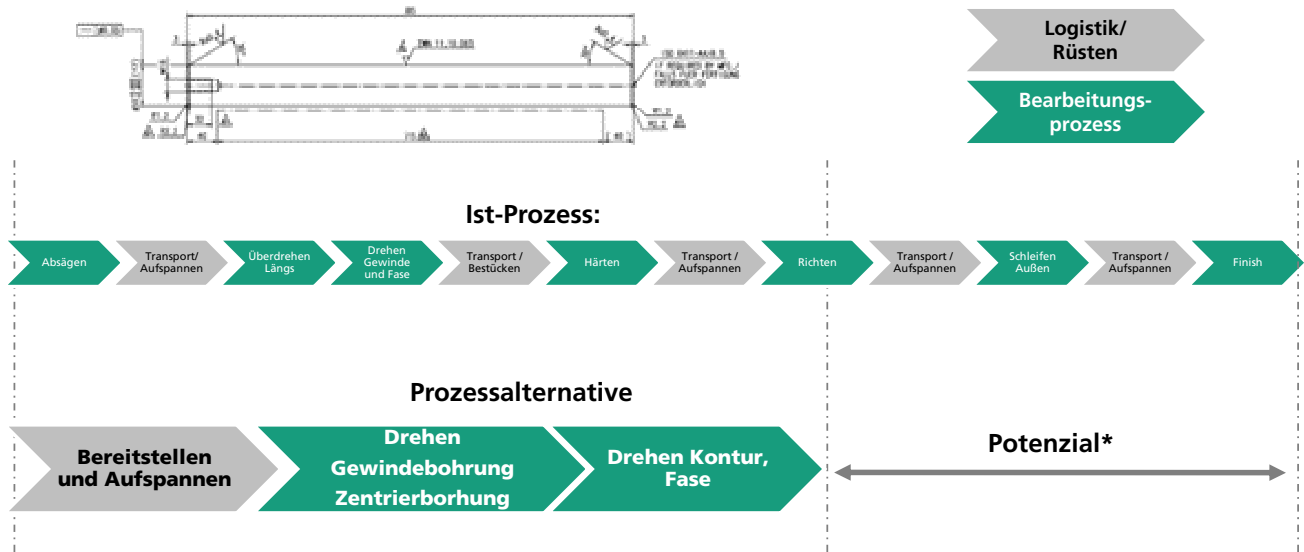 Logistik/
Rüsten
Bearbeitungs-
prozess
Ist-Prozess:
Absägen
Transport/
Aufspannen
Überdrehen
Längs
Drehen
Gewinde
und Fase
Transport /
Bestücken
Härten
Transport /
Aufspannen
Richten
Transport /
Aufspannen
Schleifen
Außen
Transport /
Aufspannen
Finish
Prozessalternative
Bereitstellen
und Aufspannen
Drehen
Gewindebohrung
Zentrierborhung
Drehen Kontur,
Fase
Potenzial*